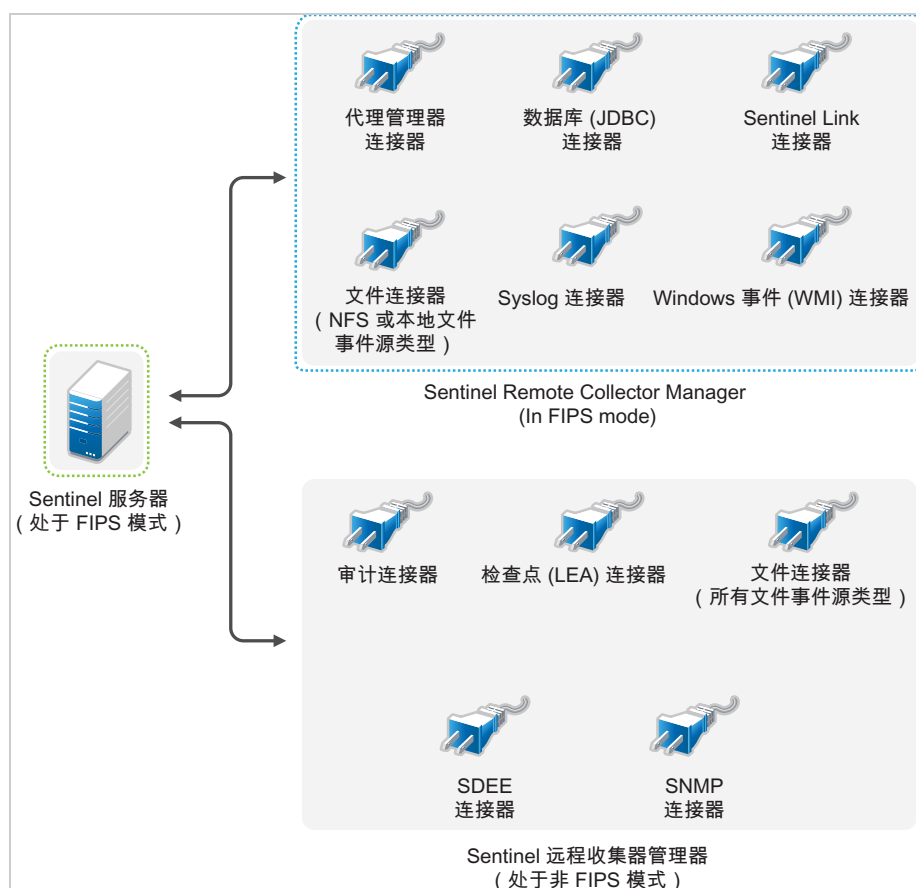 代理管理器
连接器
数据库 (JDBC)
连接器
Sentinel Link
连接器
文件连接器
（ NFS 或本地文件
事件源类型 ）
Syslog 连接器
Windows 事件 (WMI) 连接器
Sentinel Remote Collector Manager
(In FIPS mode)
Sentinel 服务器
（ 处于 FIPS 模式 ）
审计连接器
检查点 (LEA) 连接器
文件连接器
（ 所有文件事件源类型 ）
SDEE
连接器
SNMP
连接器
Sentinel 远程收集器管理器
（ 处于非 FIPS 模式 ）